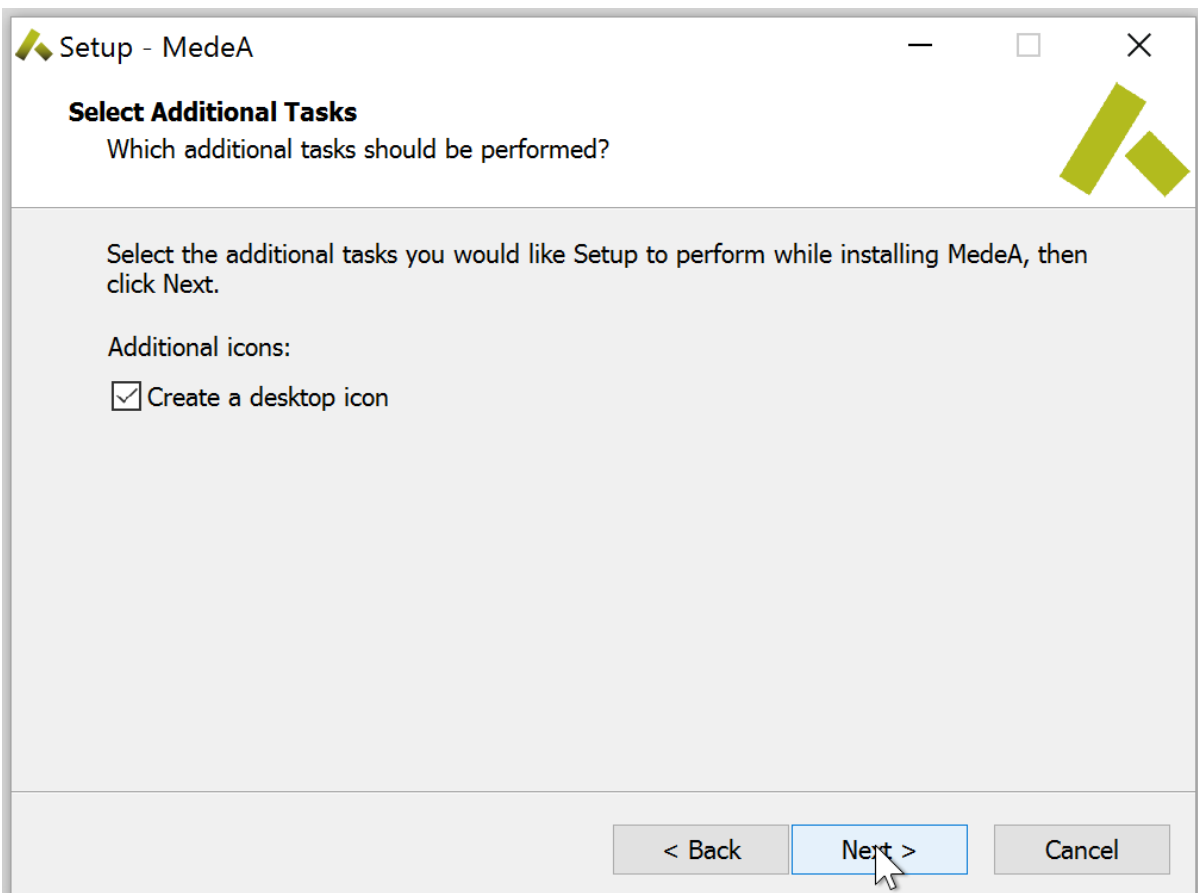 Setup - MedeA
Select Additional Tasks
Which additional tasks should be performed?
Select the additional tasks you would like Setup to perform while installing MedeA, then
click Next.
Additional icons:
Create a desktop icon
< Back
Next >
Cancel